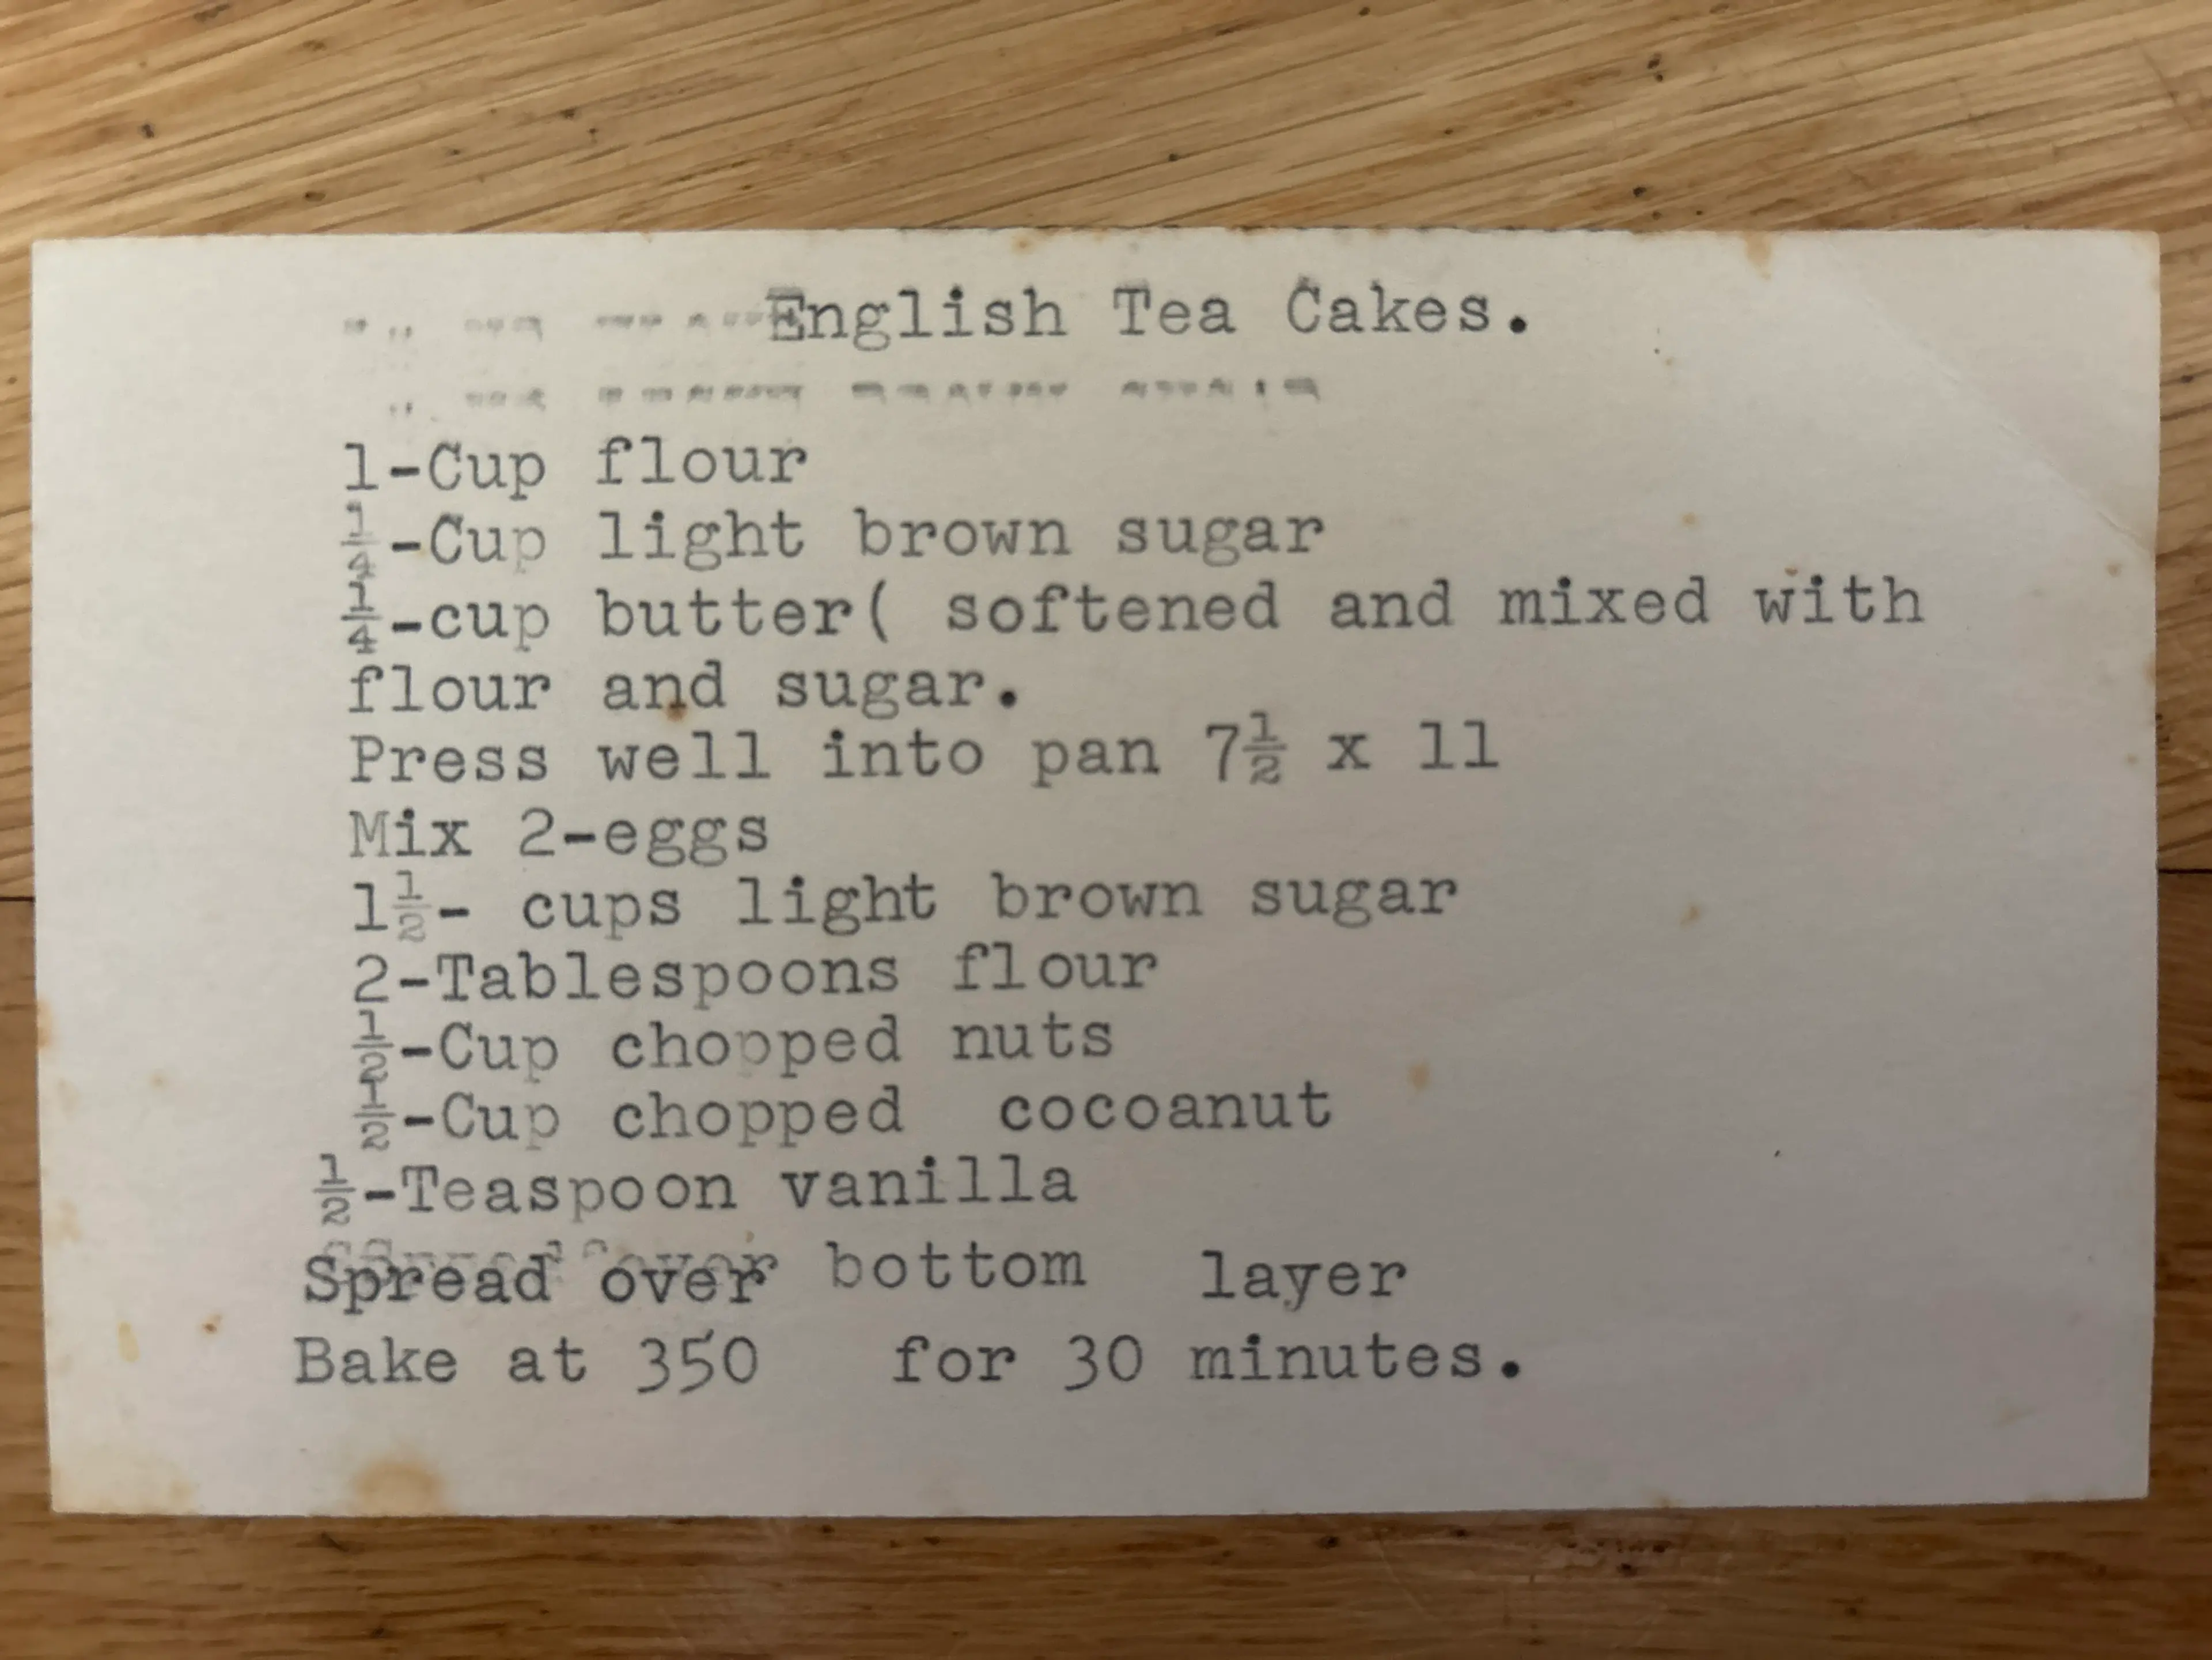 English Tea Cakes.
1-Cup flour
¼-Cup light brown sugar
¼-cup butter( softened and mixed with
flour and sugar.
Press well into pan 7½ x 11
Mix 2-eggs
1½- cups light brown sugar
2-Tablespoons flour
½-Cup chopped nuts
½-Cup chopped cocoanut
½-Teaspoon vanilla
Spread over bottom layer
Bake at 350 for 30 minutes.